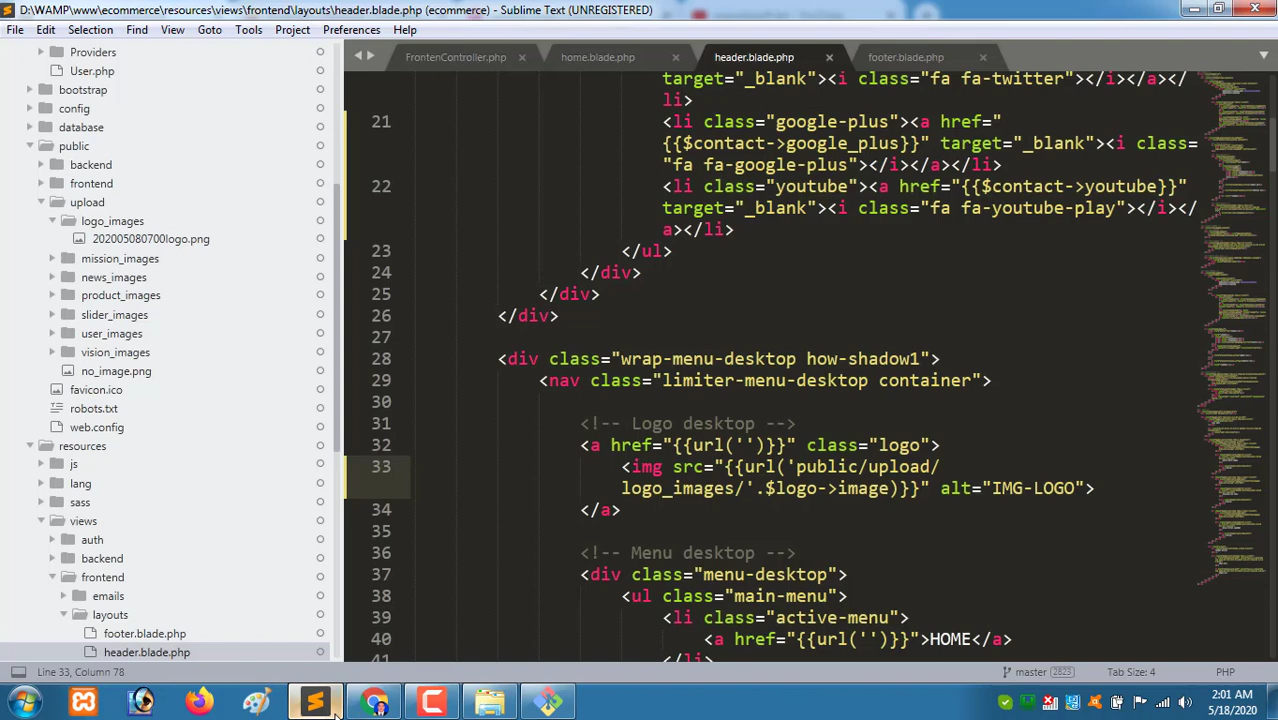 D:\WAMP\www\ecommerce\resources\views\frontend\layouts\header.blade.php (ecommerce) - Sublime Text (UNREGISTERED)
File Edit Selection Find View Goto Tools Project Preferences Help
FrontenController.php home.blade.php header.blade.php footer.blade.php
Providers
User.php
bootstrap
config
database
public
backend
frontend
upload
logo_images
202005080700logo.png
mission_images
news_images
product_images
slider_images
user_images
vision_images
no_image.png
favicon.ico
robots.txt
web.config
resources
js
lang
sass
views
auth
backend
frontend
emails
layouts
footer.blade.php
header.blade.php
target="_blank"><i class="fa fa-twitter"></i></a></
li>
21 <li class="google-plus"><a href="
{{$contact->google_plus}}" target="_blank"><i class=
"fa fa-google-plus"></i></a></li>
22 <li class="youtube"><a href="{{$contact->youtube}}"
target="_blank"><i class="fa fa-youtube-play"></i></
a></li>
23 </ul>
24 </div>
25 </div>
26 </div>
27
28 <div class="wrap-menu-desktop how-shadow1">
29 <nav class="limiter-menu-desktop container">
30
31 <!-- Logo desktop -->
32 <a href="{{url('')}}" class="logo">
33 <img src="{{url('public/upload/
logo_images/'.$logo->image)}}" alt="IMG-LOGO">
34 </a>
35
36 <!-- Menu desktop -->
37 <div class="menu-desktop">
38 <ul class="main-menu">
39 <li class="active-menu">
40 <a href="{{url('')}}">HOME</a>
41 </li>
Line 33, Column 78 master 2823 Tab Size: 4 PHP
2:01 AM
5/18/2020